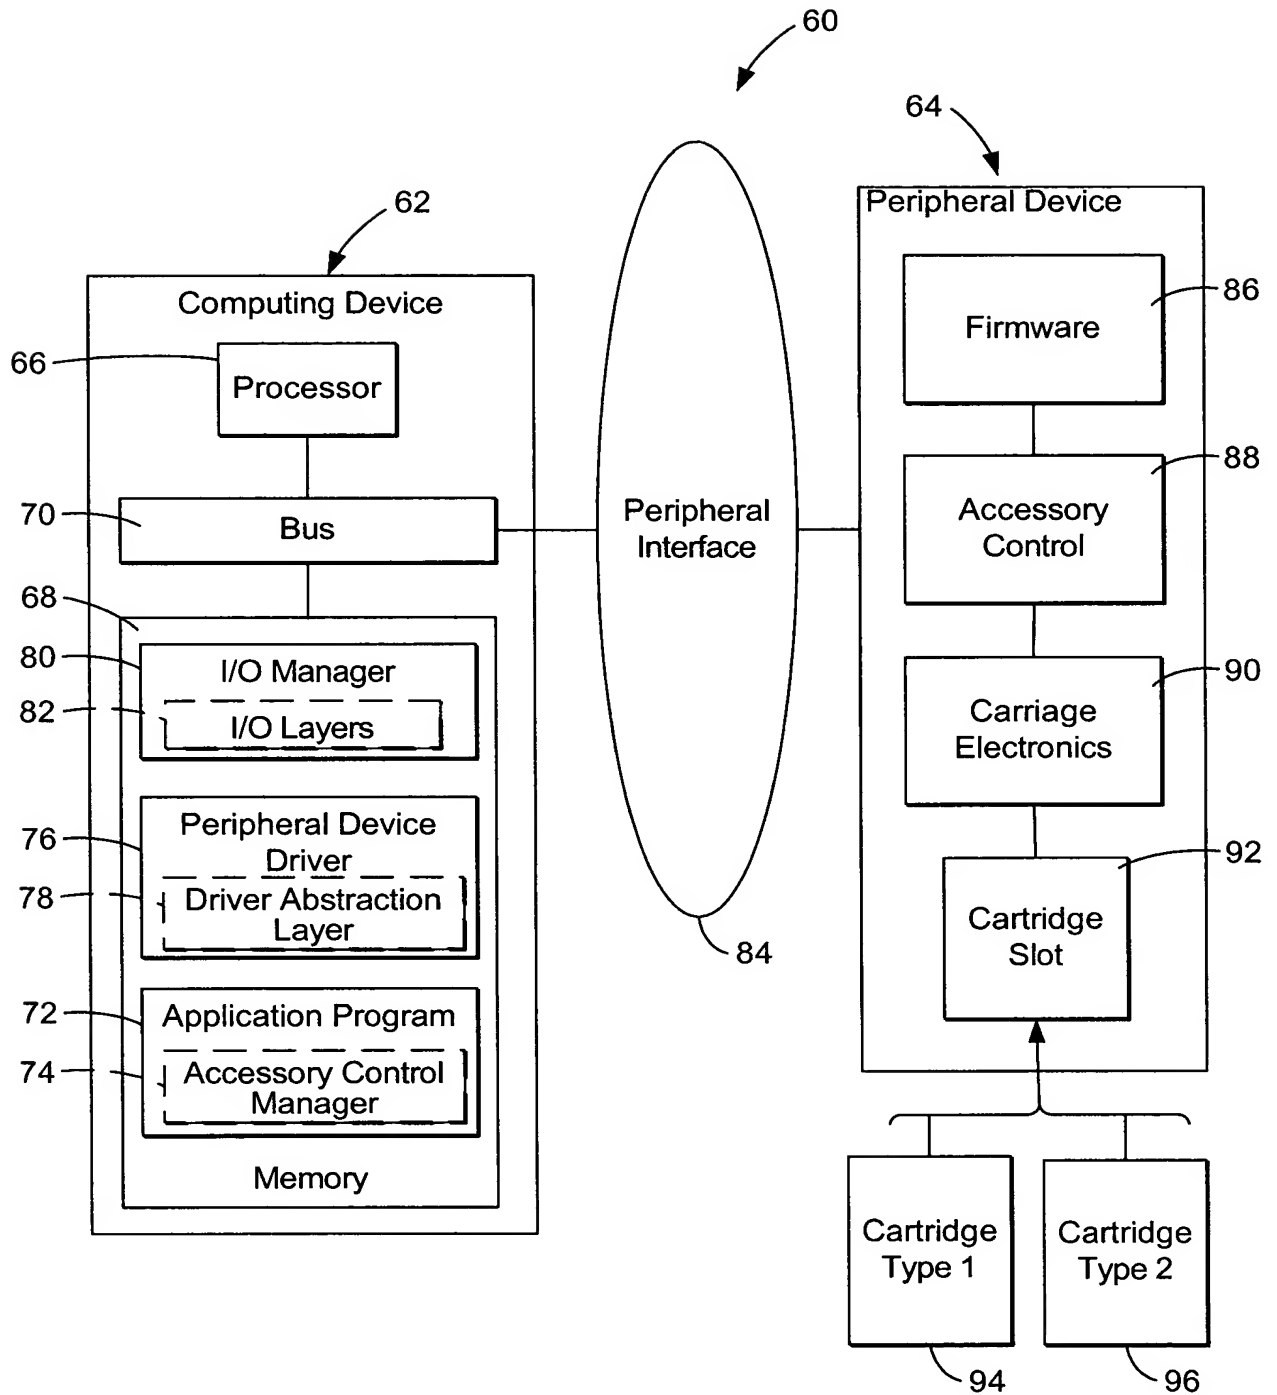 60
64
62
Peripheral Device
Computing Device
66
Processor
70
Bus
68
80
I/O Manager
82
I/O Layers
76
Peripheral Device
Driver
78
Driver Abstraction
Layer
72
Application Program
74
Accessory Control
Manager
Memory
Peripheral
Interface
84
Firmware
86
Accessory
Control
88
Carriage
Electronics
90
Cartridge
Slot
92
Cartridge
Type 1
94
Cartridge
Type 2
96